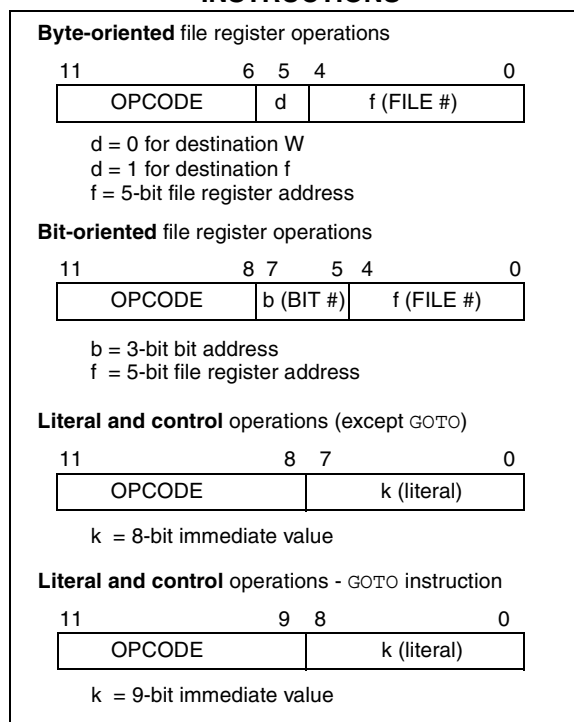 INSTRUCTIONS
Byte-oriented file register operations
11 6 5 4 0
OPCODE d f (FILE #)
d = 0 for destination W
d = 1 for destination f
f = 5-bit file register address
Bit-oriented file register operations
11 8 7 5 4 0
OPCODE b (BIT #) f (FILE #)
b = 3-bit bit address
f = 5-bit file register address
Literal and control operations (except GOTO)
11 8 7 0
OPCODE k (literal)
k = 8-bit immediate value
Literal and control operations - GOTO instruction
11 9 8 0
OPCODE k (literal)
k = 9-bit immediate value